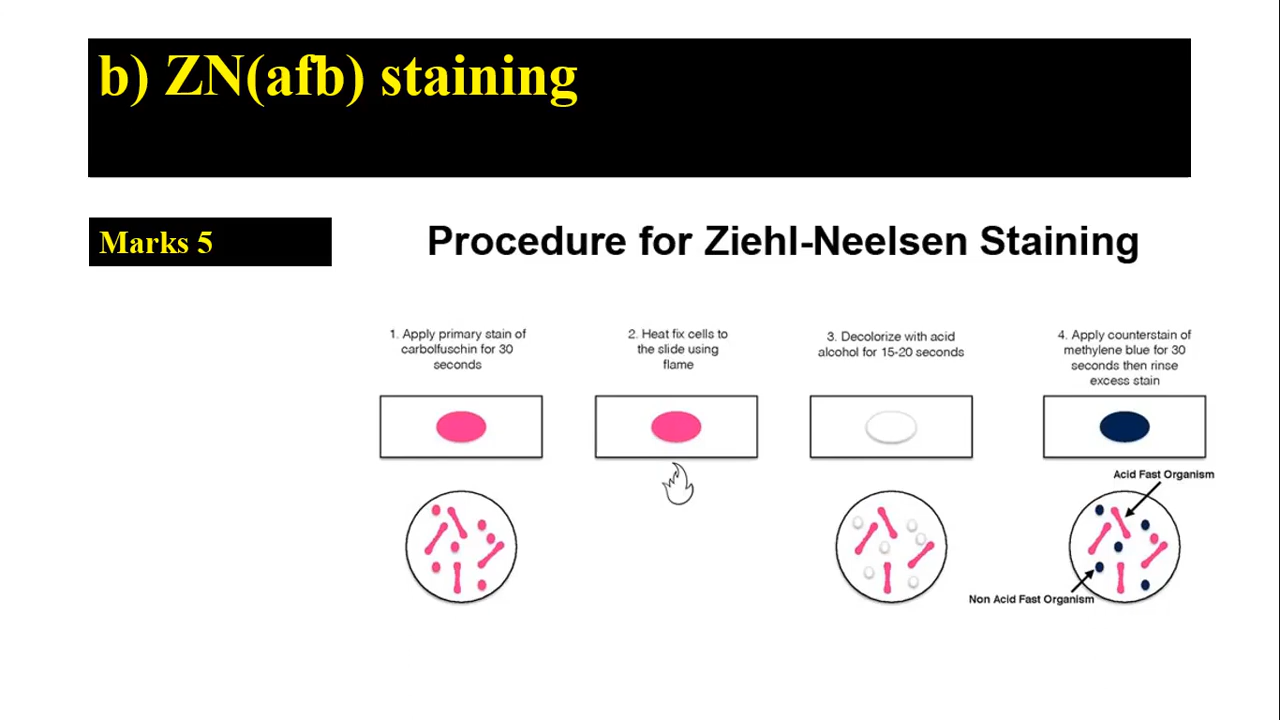 b) ZN(afb) staining
Marks 5
Procedure for Ziehl-Neelsen Staining
1. Apply primary stain of
carbolfuschin for 30
seconds
2. Heat fix cells to
the slide using
flame
3. Decolorize with acid
alcohol for 15-20 seconds
4. Apply counterstain of
methylene blue for 30
seconds then rinse
excess stain
Acid Fast Organism
Non Acid Fast Organism